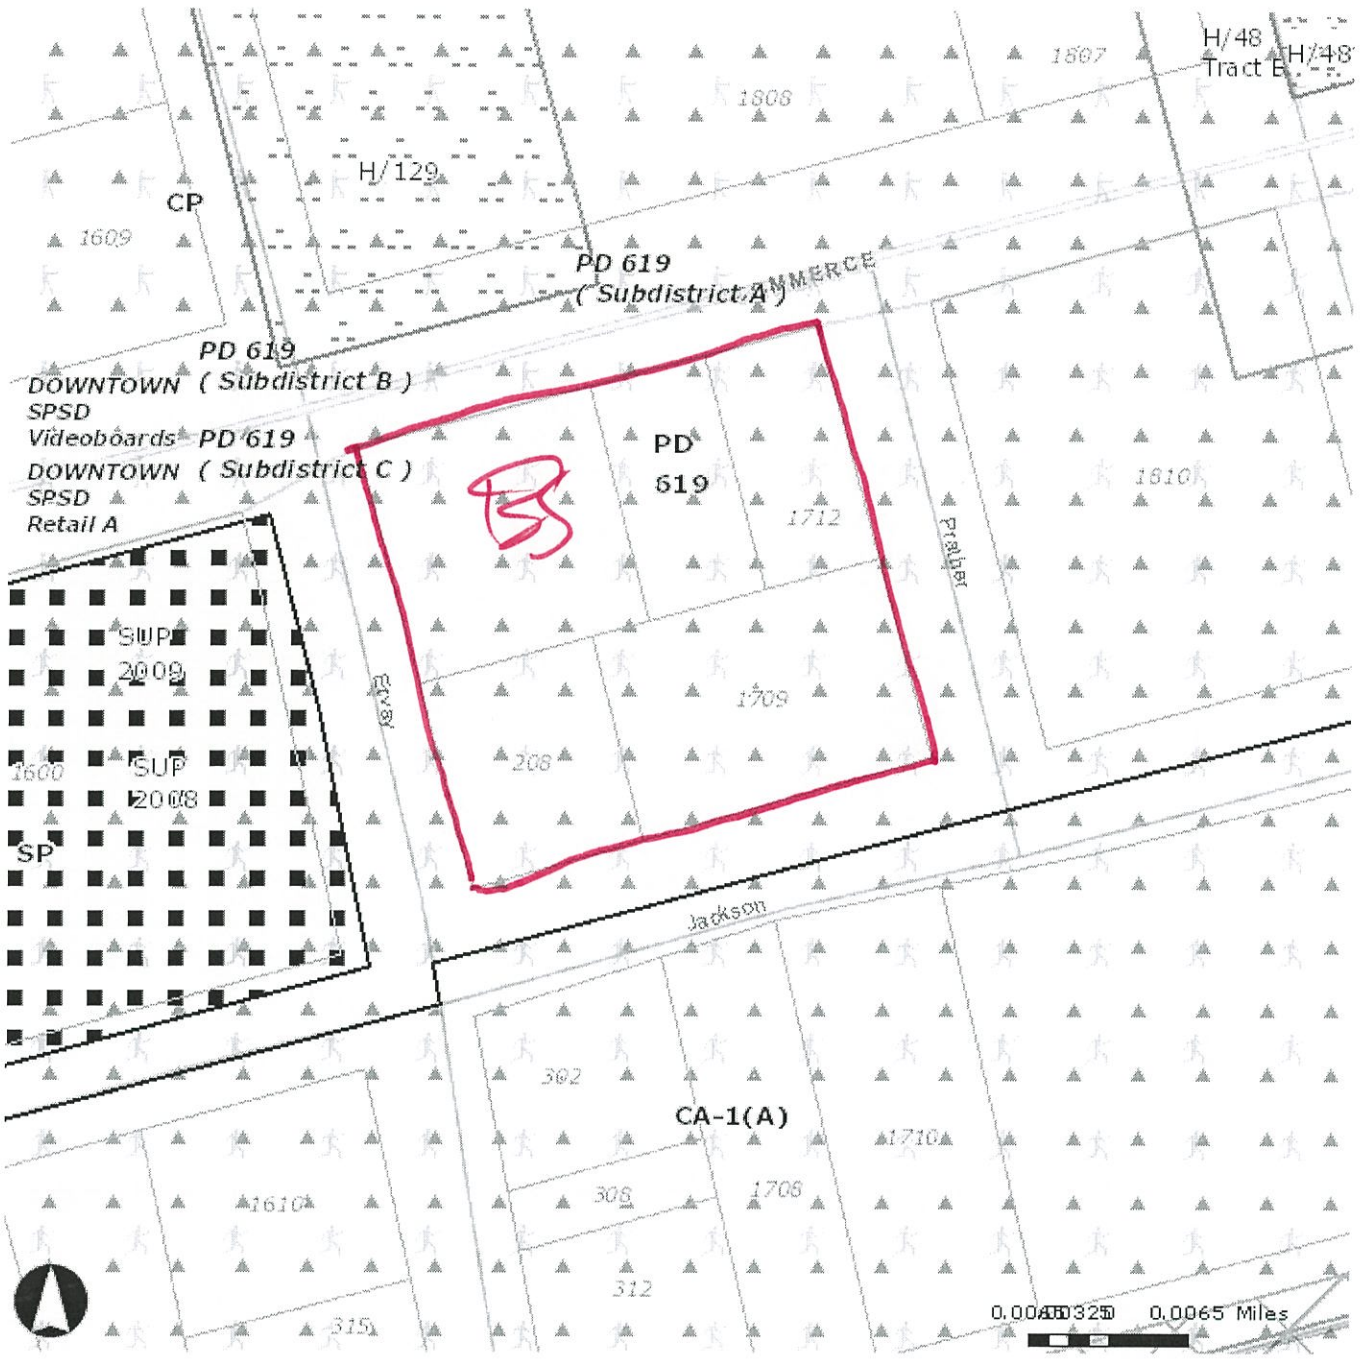 1807
H/48
Tract E
H/48
1808
H/129
CP
1609
PD 619
( Subdistrict A )
MMERCE
PD 619
DOWNTOWN ( Subdistrict B )
SPSD
Videoboards PD 619
DOWNTOWN ( Subdistrict C )
SPSD
Retail A
PD
619
1712
1810
Prather
SUP
2009
Ervay
1709
208
1600
SUP
2008
SP
Jackson
302
CA-1(A)
1710
308
1708
1610
312
315
0.0065 Miles